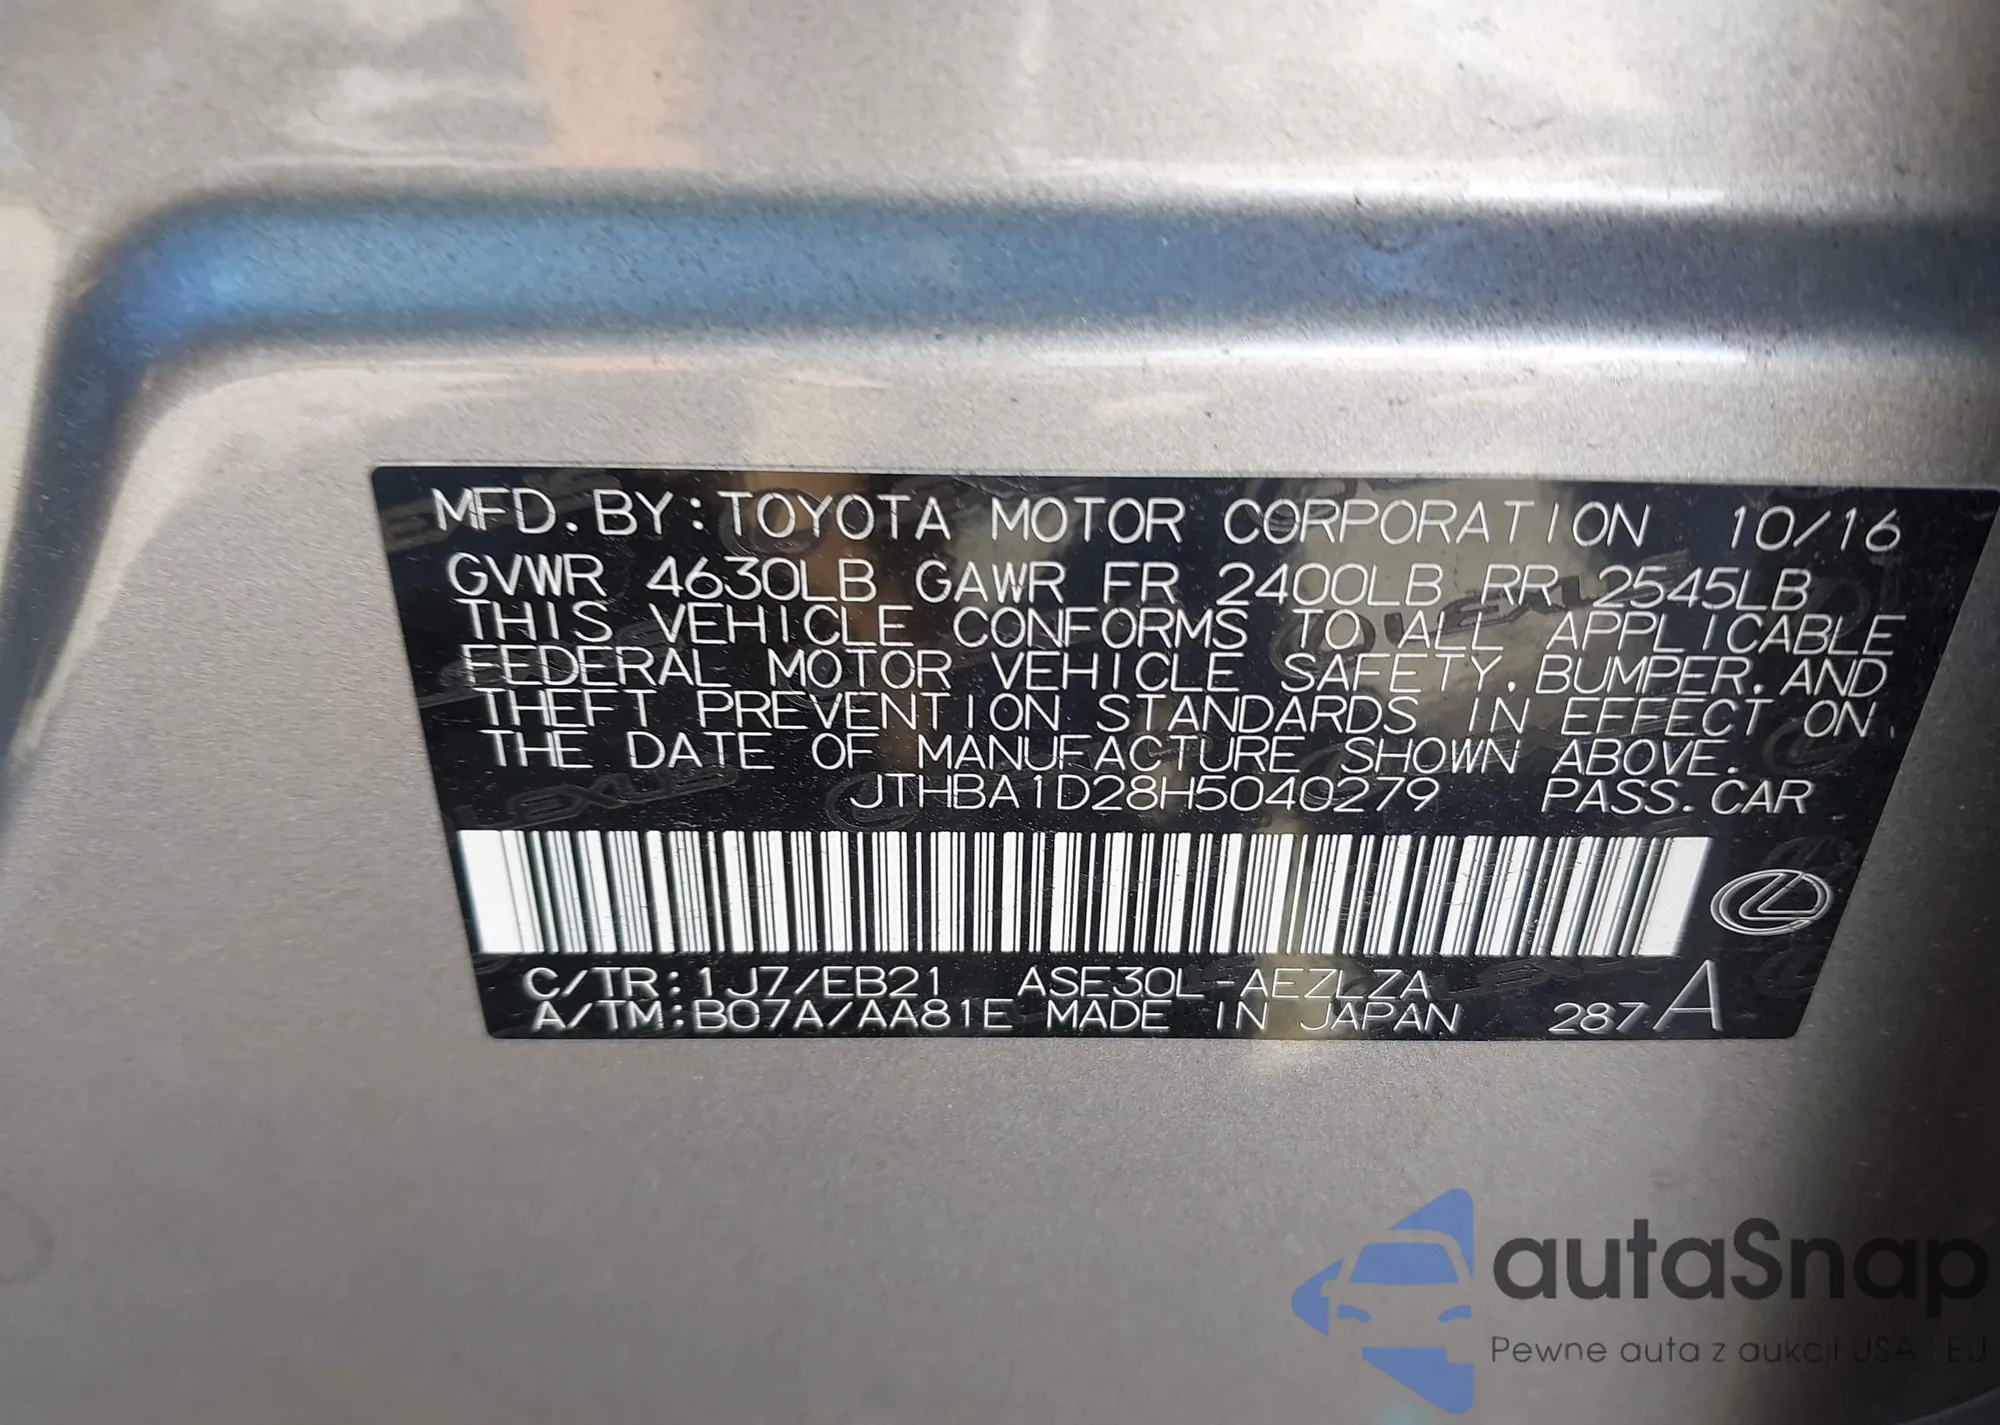 MFD. BY: TOYOTA MOTOR CORPORATION 10/16
GVWR 4630LB GAWR FR 2400LB RR 2545LB
THIS VEHICLE CONFORMS TO ALL APPLICABLE
FEDERAL MOTOR VEHICLE SAFETY, BUMPER, AND
THEFT PREVENTION STANDARDS IN EFFECT ON
THE DATE OF MANUFACTURE SHOWN ABOVE.
JTHBA1D28H5040279 PASS. CAR
C/TR: 1J7/EB21 ASE30L-AEZLZA
A/TM: B07A/AA81E MADE IN JAPAN 287 A
autaSnap
Pewne auta z aukcji USA i EU